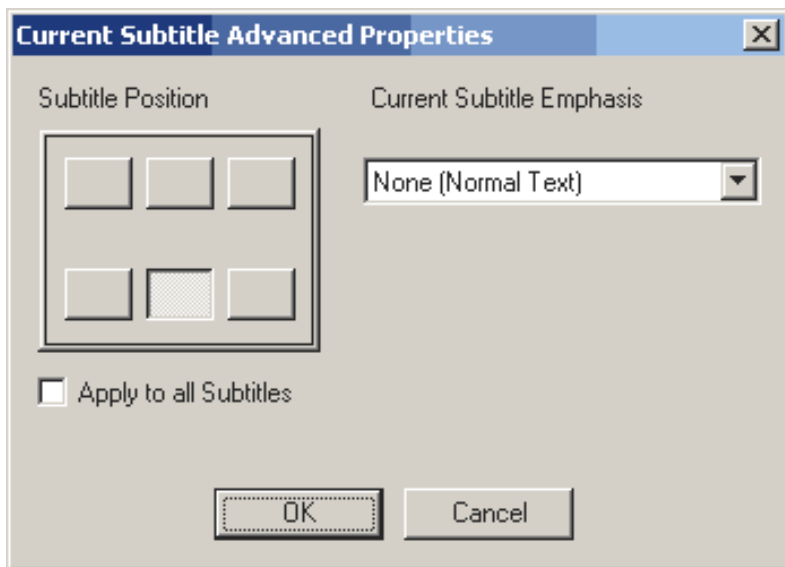 Current Subtitle Advanced Properties
Subtitle Position
Current Subtitle Emphasis
None (Normal Text)
Apply to all Subtitles
OK
Cancel